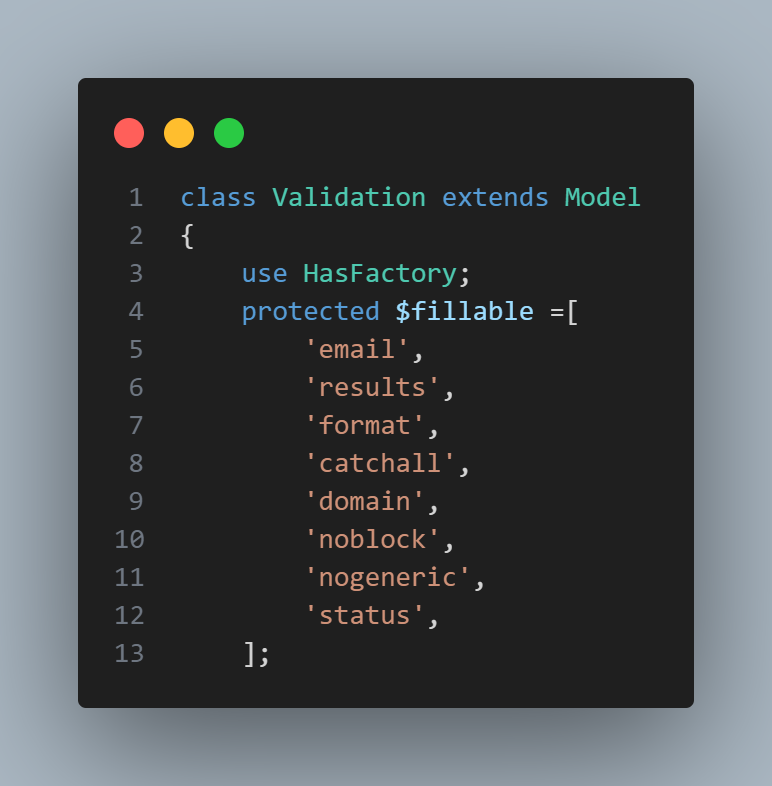 1 class Validation extends Model
2 {
3     use HasFactory;
4     protected $fillable =[
5         'email',
6         'results',
7         'format',
8         'catchall',
9         'domain',
10         'noblock',
11         'nogeneric',
12         'status',
13     ];